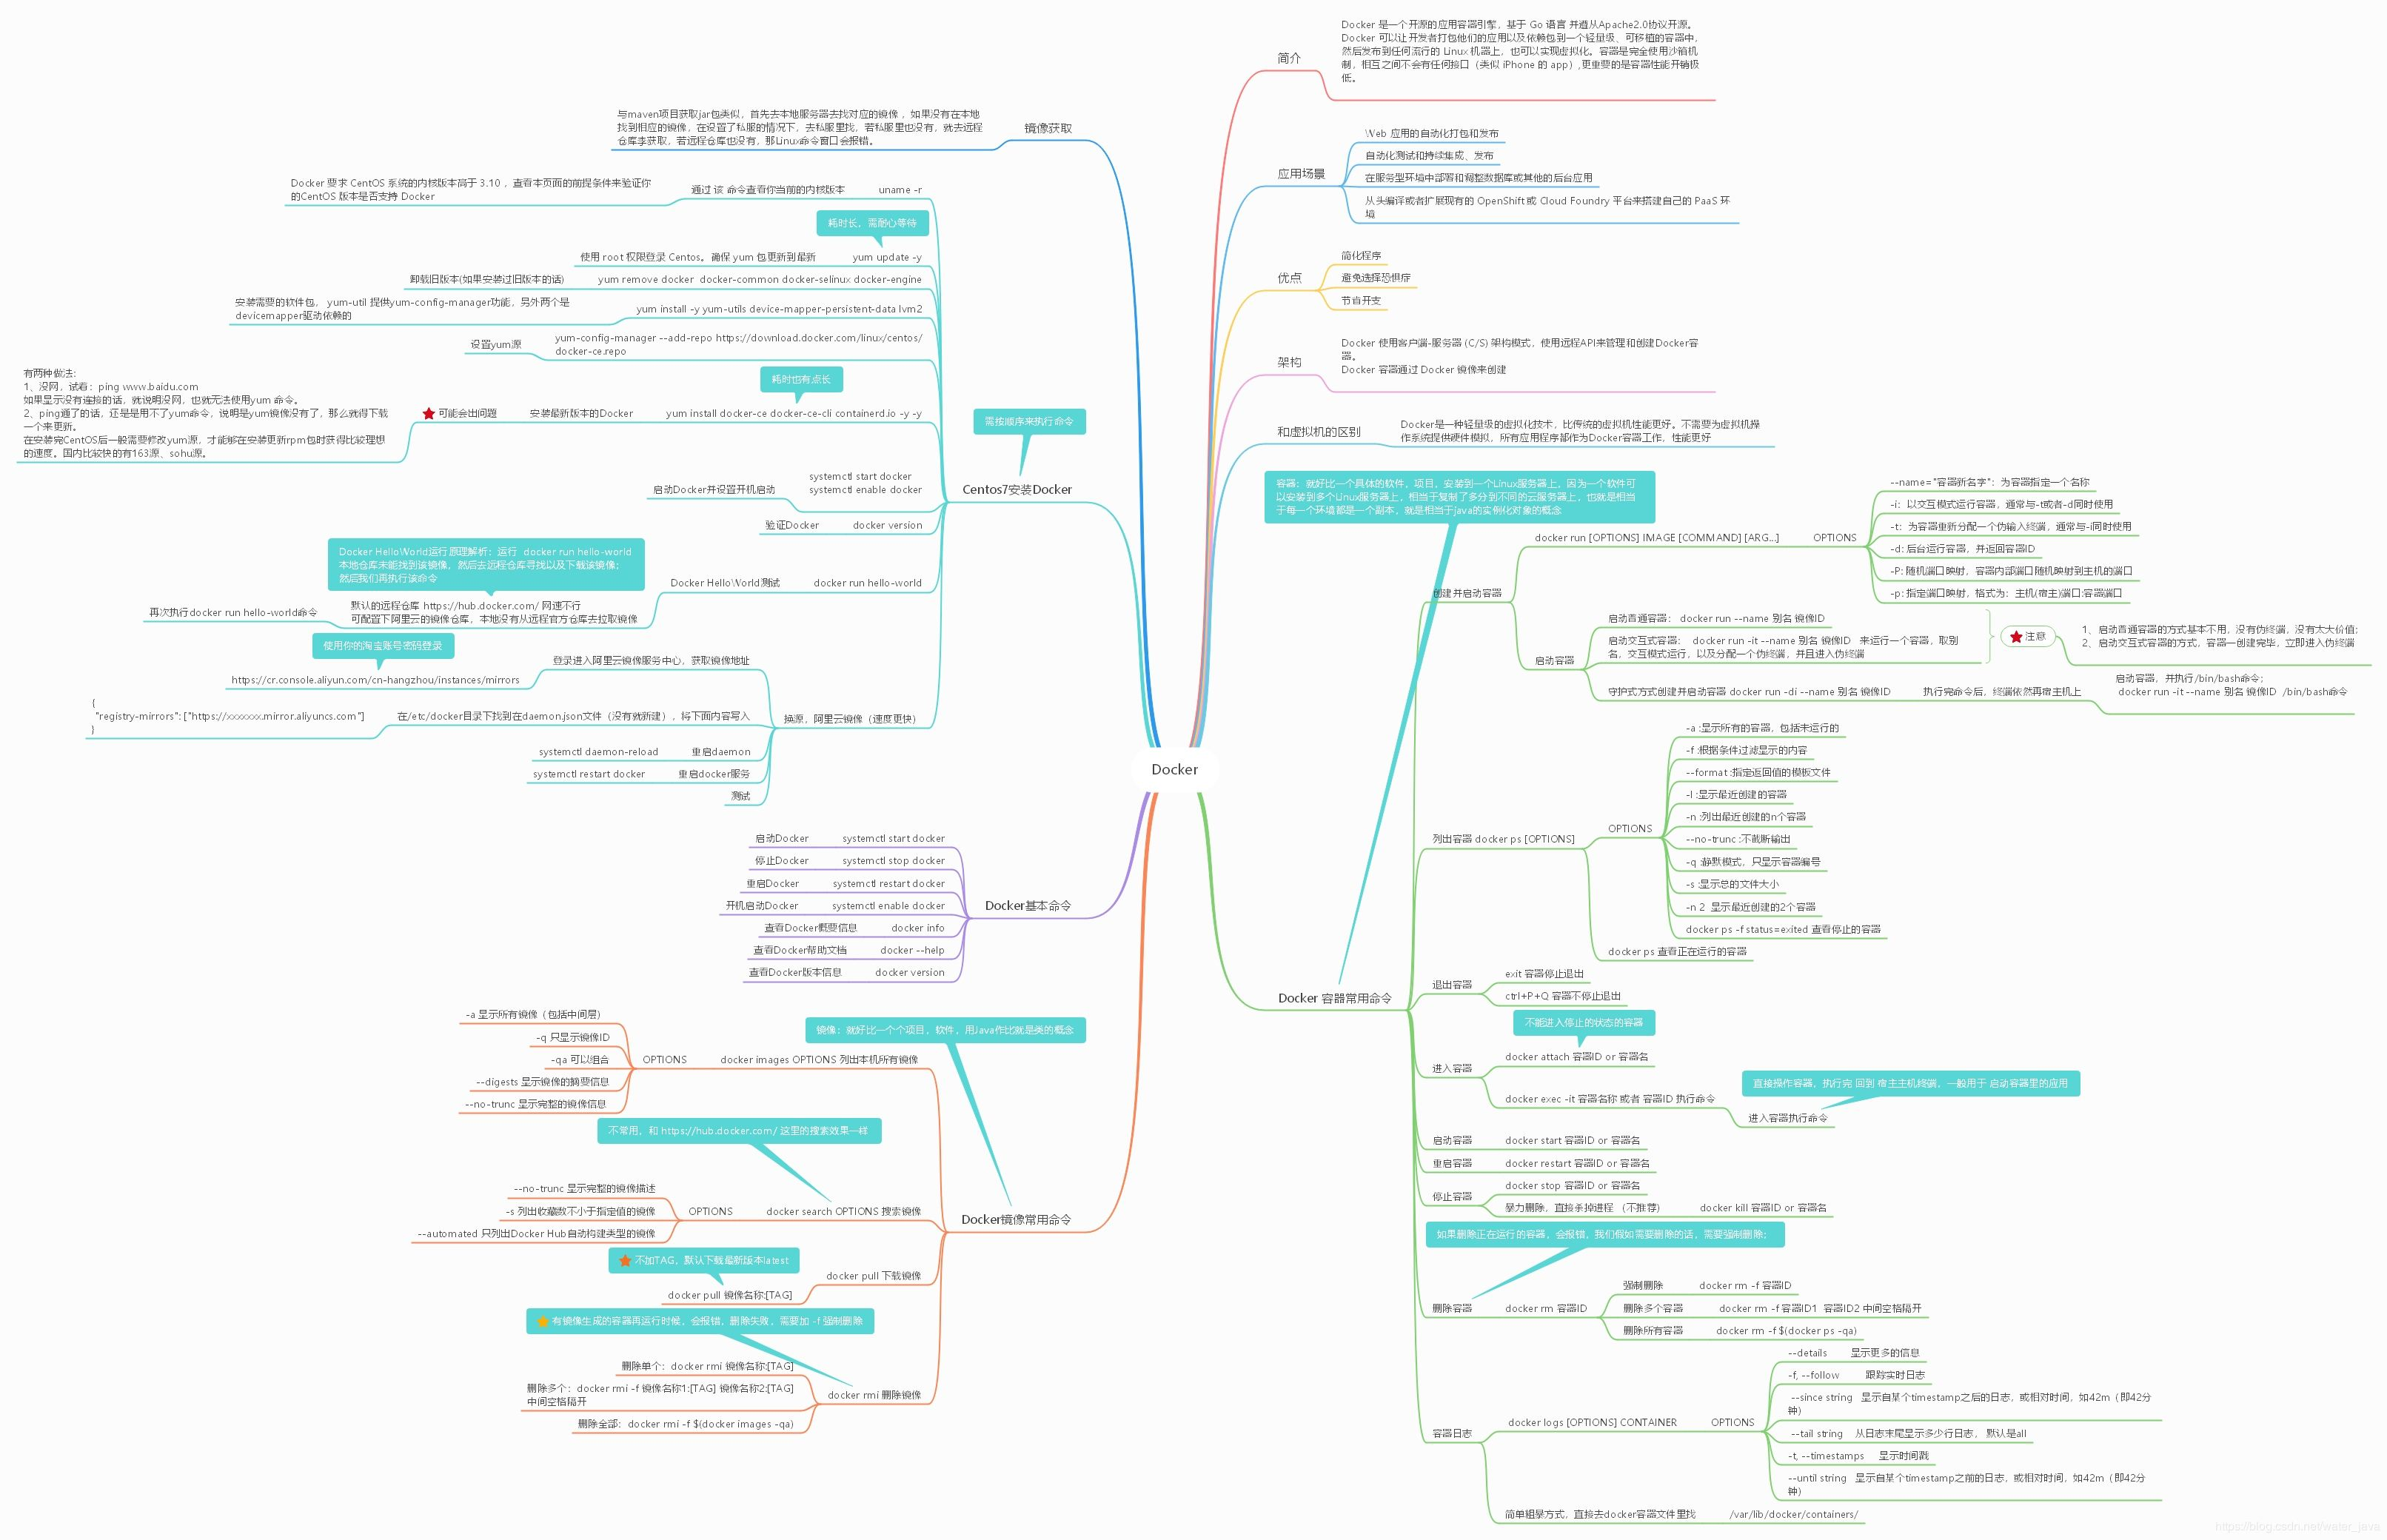 Docker
简介
Docker 是一个开源的应用容器引擎，基于 Go 语言 并遵从Apache2.0协议开源。
Docker 可以让开发者打包他们的应用以及依赖包到一个轻量级、可移植的容器中，
然后发布到任何流行的 Linux 机器上，也可以实现虚拟化。容器是完全使用沙箱机
制，相互之间不会有任何接口（类似 iPhone 的 app）,更重要的是容器性能开销极
低。
应用场景
Web 应用的自动化打包和发布
自动化测试和持续集成、发布
在服务型环境中部署和调整数据库或其他的后台应用
从头编译或者扩展现有的 OpenShift 或 Cloud Foundry 平台来搭建自己的 PaaS 环
境
优点
简化程序
避免选择恐惧症
节省开支
架构
Docker 使用客户端-服务器 (C/S) 架构模式，使用远程API来管理和创建Docker容
器。
Docker 容器通过 Docker 镜像来创建
和虚拟机的区别
Docker是一种轻量级的虚拟化技术，比传统的虚拟机性能更好。不需要为虚拟机操
作系统提供硬件模拟，所有应用程序都作为Docker容器工作，性能更好
容器：就好比一个具体的软件，项目，安装到一个Linux服务器上，因为一个软件可
以安装到多个Linux服务器上，相当于复制了多分到不同的云服务器上，也就是相当
于每一个环境都是一个副本，就是相当于java的实例化对象的概念
Docker 容器常用命令
创建并启动容器
docker run [OPTIONS] IMAGE [COMMAND] [ARG...]
OPTIONS
--name="容器新名字"：为容器指定一个名称
-i：以交互模式运行容器，通常与-t或者-d同时使用
-t：为容器重新分配一个伪输入终端，通常与-i同时使用
-d: 后台运行容器，并返回容器ID
-P: 随机端口映射，容器内部端口随机映射到主机的端口
-p: 指定端口映射，格式为：主机(宿主)端口:容器端口
启动容器
启动普通容器： docker run --name 别名 镜像ID
启动交互式容器： docker run -it --name 别名 镜像ID 来运行一个容器，取别
名，交互模式运行，以及分配一个伪终端，并且进入伪终端
注意
1、启动普通容器的方式基本不用，没有伪终端，没有太大价值;
2、启动交互式容器的方式，容器一创建完毕，立即进入伪终端
守护式方式创建并启动容器 docker run -di --name 别名 镜像ID
执行完命令后，终端依然再宿主机上
启动容器，并执行/bin/bash命令；
docker run -it --name 别名 镜像ID /bin/bash命令
列出容器 docker ps [OPTIONS]
OPTIONS
-a :显示所有的容器，包括未运行的
-f :根据条件过滤显示的内容
--format :指定返回值的模板文件
-l :显示最近创建的容器
-n :列出最近创建的n个容器
--no-trunc :不截断输出
-q :静默模式，只显示容器编号
-s :显示总的文件大小
-n 2 显示最近创建的2个容器
docker ps -f status=exited 查看停止的容器
docker ps 查看正在运行的容器
退出容器
exit 容器停止退出
ctrl+P+Q 容器不停止退出
不能进入停止的状态的容器
进入容器
docker attach 容器ID or 容器名
docker exec -it 容器名称 或者 容器ID 执行命令
进入容器执行命令
直接操作容器，执行完 回到 宿主主机终端，一般用于 启动容器里的应用
启动容器
docker start 容器ID or 容器名
重启容器
docker restart 容器ID or 容器名
停止容器
docker stop 容器ID or 容器名
暴力删除，直接杀掉进程 （不推荐）
docker kill 容器ID or 容器名
如果删除正在运行的容器，会报错，我们假如需要删除的话，需要强制删除；
删除容器
docker rm 容器ID
强制删除
docker rm -f 容器ID
删除多个容器
docker rm -f 容器ID1 容器ID2 中间空格隔开
删除所有容器
docker rm -f $(docker ps -qa)
容器日志
docker logs [OPTIONS] CONTAINER
OPTIONS
--details 显示更多的信息
-f, --follow 跟踪实时日志
--since string 显示自某个timestamp之后的日志，或相对时间，如42m（即42分
钟）
--tail string 从日志末尾显示多少行日志， 默认是all
-t, --timestamps 显示时间戳
--until string 显示自某个timestamp之前的日志，或相对时间，如42m（即42分
钟）
简单粗暴方式，直接去docker容器文件里找
/var/lib/docker/containers/
镜像获取
与maven项目获取jar包类似，首先去本地服务器去找对应的镜像 ，如果没有在本地
找到相应的镜像，在设置了私服的情况下，去私服里找，若私服里也没有，就去远程
仓库李获取，若远程仓库也没有，那Linux命令窗口会报错。
Centos7安装Docker
需按顺序来执行命令
uname -r
通过 该 命令查看你当前的内核版本
Docker 要求 CentOS 系统的内核版本高于 3.10 ，查看本页面的前提条件来验证你
的CentOS 版本是否支持 Docker
耗时长，需耐心等待
yum update -y
使用 root 权限登录 Centos。确保 yum 包更新到最新
yum remove docker docker-common docker-selinux docker-engine
卸载旧版本(如果安装过旧版本的话)
yum install -y yum-utils device-mapper-persistent-data lvm2
安装需要的软件包， yum-util 提供yum-config-manager功能，另外两个是
devicemapper驱动依赖的
yum-config-manager --add-repo https://download.docker.com/linux/centos/
docker-ce.repo
设置yum源
耗时也有点长
yum install docker-ce docker-ce-cli containerd.io -y -y
安装最新版本的Docker
可能会出问题
有两种做法:
1、没网，试着：ping www.baidu.com
如果显示没有连接的话，就说明没网，也就无法使用yum 命令。
2、ping通了的话，还是是用不了yum命令，说明是yum镜像没有了，那么就得下载
一个来更新。
在安装完CentOS后一般需要修改yum源，才能够在安装更新rpm包时获得比较理想
的速度。国内比较快的有163源、sohu源。
systemctl start docker
systemctl enable docker
启动Docker并设置开机启动
docker version
验证Docker
docker run hello-world
Docker HelloWorld测试
Docker HelloWorld运行原理解析：运行 docker run hello-world
本地仓库未能找到该镜像，然后去远程仓库寻找以及下载该镜像；
然后我们再执行该命令
默认的远程仓库 https://hub.docker.com/ 网速不行
可配置下阿里云的镜像仓库，本地没有从远程官方仓库去拉取镜像
再次执行docker run hello-world命令
换源，阿里云镜像（速度更快）
使用你的淘宝账号密码登录
登录进入阿里云镜像服务中心，获取镜像地址
https://cr.console.aliyun.com/cn-hangzhou/instances/mirrors
在/etc/docker目录下找到在daemon.json文件（没有就新建），将下面内容写入
{
"registry-mirrors": ["https://xxxxxxx.mirror.aliyuncs.com"]
}
重启daemon
systemctl daemon-reload
重启docker服务
systemctl restart docker
测试
Docker基本命令
启动Docker
systemctl start docker
停止Docker
systemctl stop docker
重启Docker
systemctl restart docker
开机启动Docker
systemctl enable docker
查看Docker概要信息
docker info
查看Docker帮助文档
docker --help
查看Docker版本信息
docker version
Docker镜像常用命令
镜像：就好比一个个项目，软件，用Java作比就是类的概念
docker images OPTIONS 列出本机所有镜像
OPTIONS
-a 显示所有镜像（包括中间层）
-q 只显示镜像ID
-qa 可以组合
--digests 显示镜像的摘要信息
--no-trunc 显示完整的镜像信息
不常用，和 https://hub.docker.com/ 这里的搜索效果一样
docker search OPTIONS 搜索镜像
OPTIONS
--no-trunc 显示完整的镜像描述
-s 列出收藏数不小于指定值的镜像
--automated 只列出Docker Hub自动构建类型的镜像
docker pull 下载镜像
不加TAG，默认下载最新版本latest
docker pull 镜像名称:[TAG]
有镜像生成的容器再运行时候，会报错，删除失败，需要加 -f 强制删除
docker rmi 删除镜像
删除单个：docker rmi 镜像名称:[TAG]
删除多个：docker rmi -f 镜像名称1:[TAG] 镜像名称2:[TAG]
中间空格隔开
删除全部：docker rmi -f $(docker images -qa)
https://blog.csdn.net/water_java